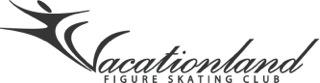 Vacationland
FIGURE SKATING CLUB